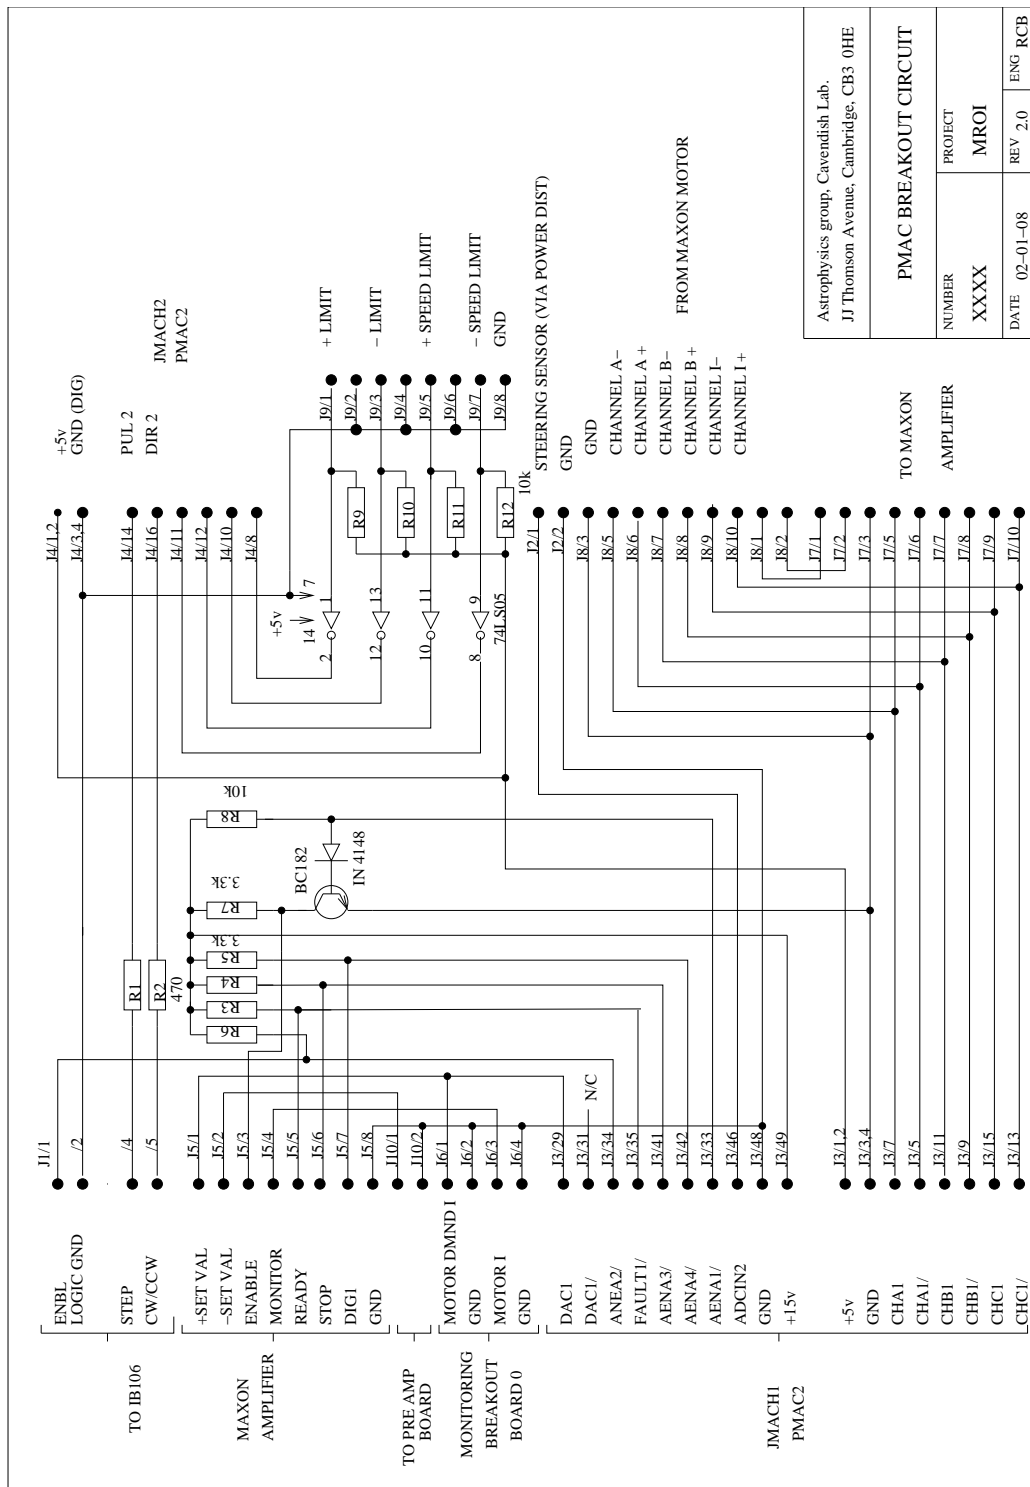 J1/1
/2
/4
/5
J5/1
J5/2
J5/3
J5/4
J5/5
J5/6
J5/7
J5/8
J10/1
J10/2
J6/1
J6/2
J6/3
J6/4
J3/29
J3/31
J3/34
J3/35
J3/41
J3/42
J3/33
J3/46
J3/48
J3/49
J3/1,2
J3/3,4
J3/7
J3/5
J3/11
J3/9
J3/15
J3/13
ENBL
LOGIC GND
STEP
CW/CCW
TO IB106
+SET VAL
−SET VAL
ENABLE
MONITOR
READY
STOP
DIG1
GND
MAXON
AMPLIFIER
TO PRE AMP
BOARD
MOTOR DMND I
GND
MOTOR I
GND
MONITORING
BREAKOUT
BOARD 0
DAC1
DAC1/
ANEA2/
FAULT1/
AENA3/
AENA4/
AENA1/
ADCIN2
GND
+15v
+5v
GND
CHA1
CHA1/
CHB1
CHB1/
CHC1
CHC1/
JMACH1
PMAC2
N/C
R1
R2
470
R6
R3
R4
R5
3.3k
R7
3.3k
R8
10k
BC182
IN 4148
+5v
14
7
1
2
13
12
11
10
9
8
74LS05
R9
R10
R11
R12
10k
J4/1,2
J4/3,4
J4/14
J4/16
J4/11
J4/12
J4/10
J4/8
+5v
GND (DIG)
PUL 2
DIR 2
JMACH2
PMAC2
J9/1
J9/2
J9/3
J9/4
J9/5
J9/6
J9/7
J9/8
+ LIMIT
− LIMIT
+ SPEED LIMIT
− SPEED LIMIT
GND
J2/1
J2/2
J8/3
J8/5
J8/6
J8/7
J8/8
J8/9
J8/10
J8/1
J8/2
J7/1
J7/2
J7/3
J7/5
J7/6
J7/7
J7/8
J7/9
J7/10
STEERING SENSOR (VIA POWER DIST)
GND
GND
CHANNEL A−
CHANNEL A +
CHANNEL B−
CHANNEL B +
CHANNEL I−
CHANNEL I +
FROM MAXON MOTOR
TO MAXON
AMPLIFIER
Astrophysics group, Cavendish Lab.
JJ Thomson Avenue, Cambridge, CB3 0HE
PMAC BREAKOUT CIRCUIT
NUMBER
XXXX
PROJECT
MROI
DATE 02−01−08
REV 2.0
ENG RCB